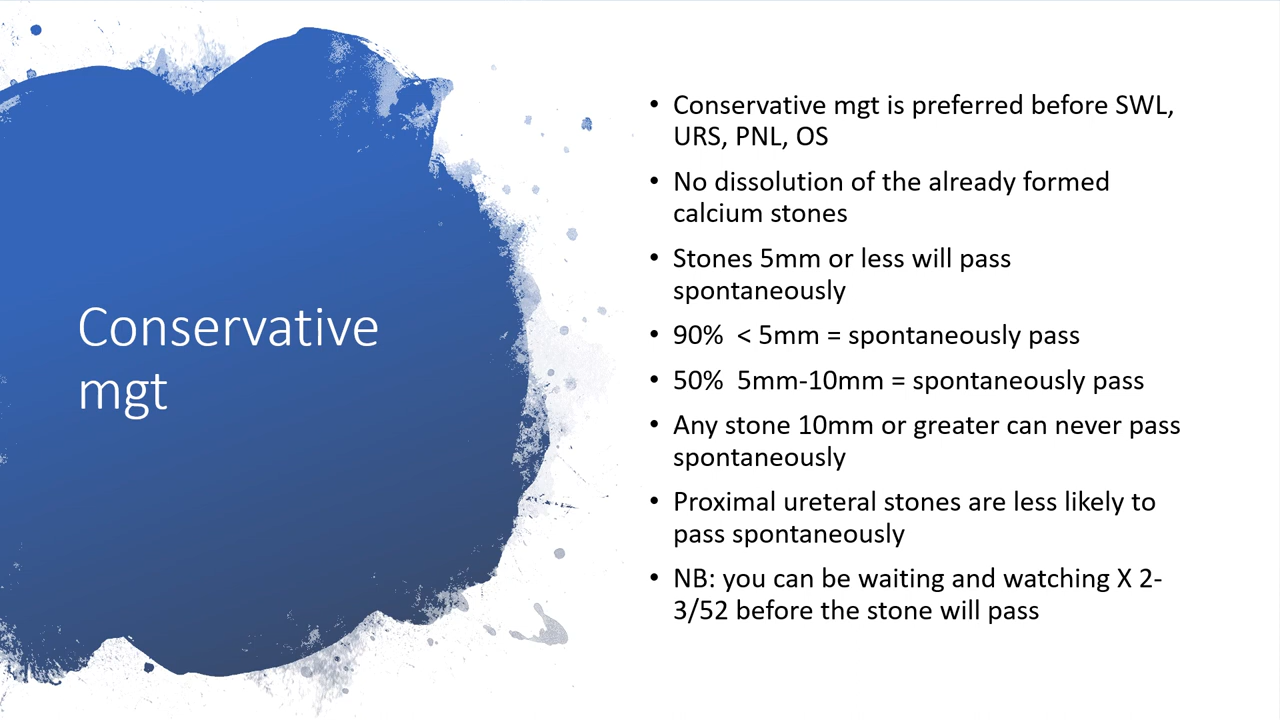 Conservative
mgt
• Conservative mgt is preferred before SWL,
URS, PNL, OS
• No dissolution of the already formed
calcium stones
• Stones 5mm or less will pass
spontaneously
• 90%  < 5mm = spontaneously pass
• 50%  5mm-10mm = spontaneously pass
• Any stone 10mm or greater can never pass
spontaneously
• Proximal ureteral stones are less likely to
pass spontaneously
• NB: you can be waiting and watching X 2-
3/52 before the stone will pass